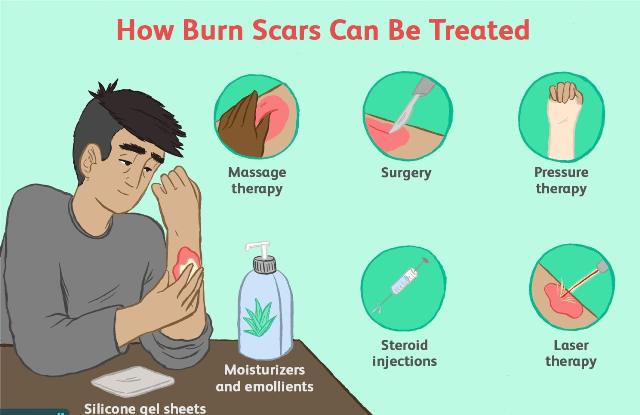 How Burn Scars Can Be Treated
Massage
therapy
Surgery
Pressure
therapy
Moisturizers
and emollients
Steroid
injections
Laser
therapy
Silicone gel sheets